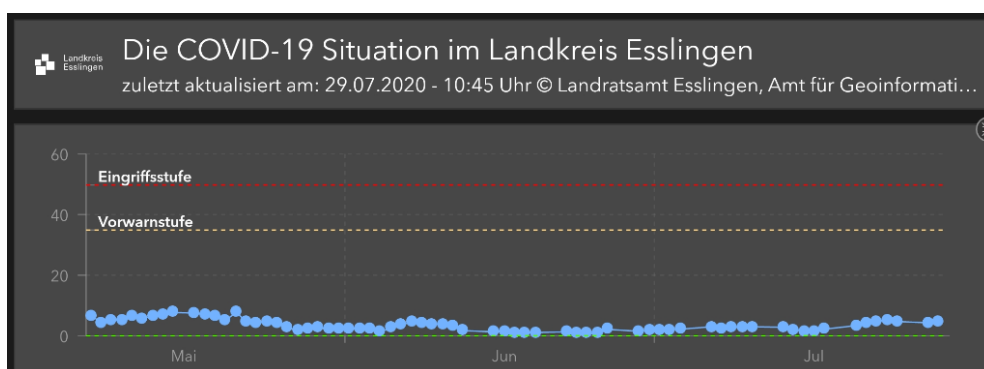 Landkreis
Esslingen
Die COVID-19 Situation im Landkreis Esslingen
zuletzt aktualisiert am: 29.07.2020 - 10:45 Uhr © Landratsamt Esslingen, Amt für Geoinformati...
60
Eingriffsstufe
40
Vorwarnstufe
20
0
Mai Jun Jul